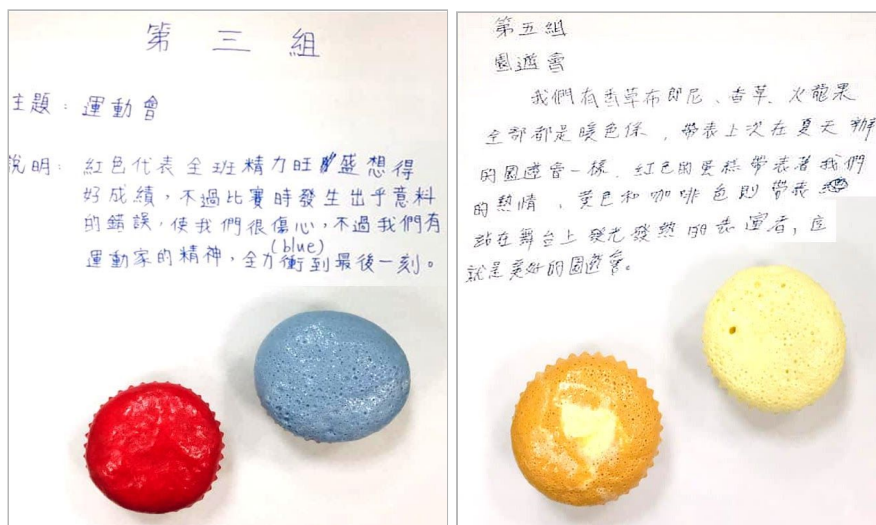 第三組
主題：運動會
說明：紅色代表全班精力旺盛想得
好成績，不過比賽時發生出乎意料
的錯誤，使我們很傷心，不過我們有
(blue)
運動家的精神，全力衝到最後一刻。
第五組
園遊會
我們有香草布即尼、香草、火龍果
全部都是暖色係，帶表上次在夏天辦
的園遊會一樣，紅色的蛋糕帶表著我們
的熱情，黃色和咖啡色則帶表
站在舞台上發光發熱的表演者，這
就是美好的園遊會。